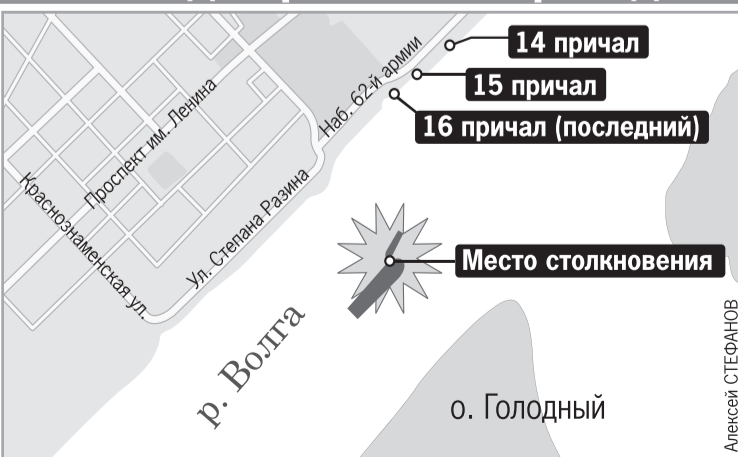 14 причал
15 причал
16 причал (последний)
Наб. 62-й армии
Проспект им. Ленина
Краснознаменская ул.
Ул. Степана Разина
Место столкновения
р. Волга
о. Голодный
Алексей СТЕФАНОВ